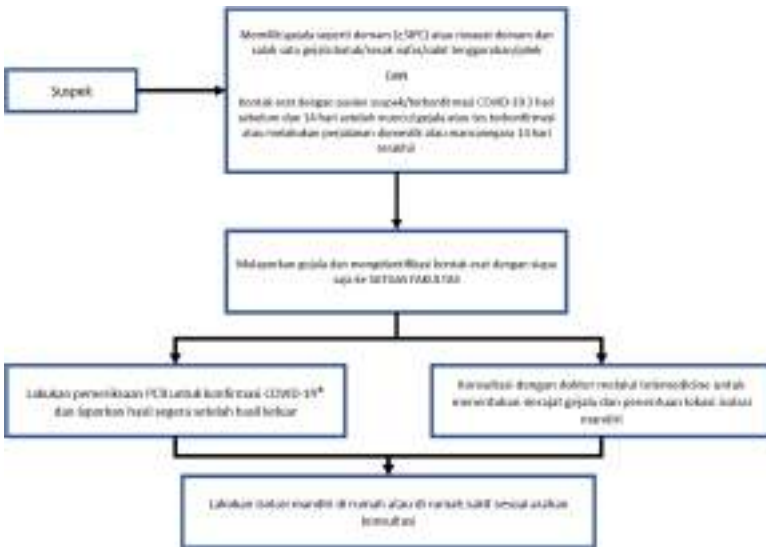 Suspek
Memiliki gejala seperti demam (≥38°C) atau riwayat demam dan
salah satu gejala batuk/sesak nafas/sakit tenggorokan/pilek
DAN
Kontak erat dengan pasien suspek/terkonfirmasi COVID-19 2 hari
sebelum dan 14 hari setelah muncul gejala atau tes terkonfirmasi
atau melakukan perjalanan domestik atau mancanegara 14 hari
terakhir
Melaporkan gejala dan mengidentifikasi kontak erat dengan siapa
saja ke SATGAS FAKULTAS
Lakukan pemeriksaan PCR untuk konfirmasi COVID-19*
dan laporkan hasil segera setelah hasil keluar
Konsultasi dengan dokter melalui telemedicine untuk
menentukan derajat gejala dan penentuan lokasi isolasi
mandiri
Lakukan isolasi mandiri di rumah atau di rumah sakit sesuai arahan
konsultasi